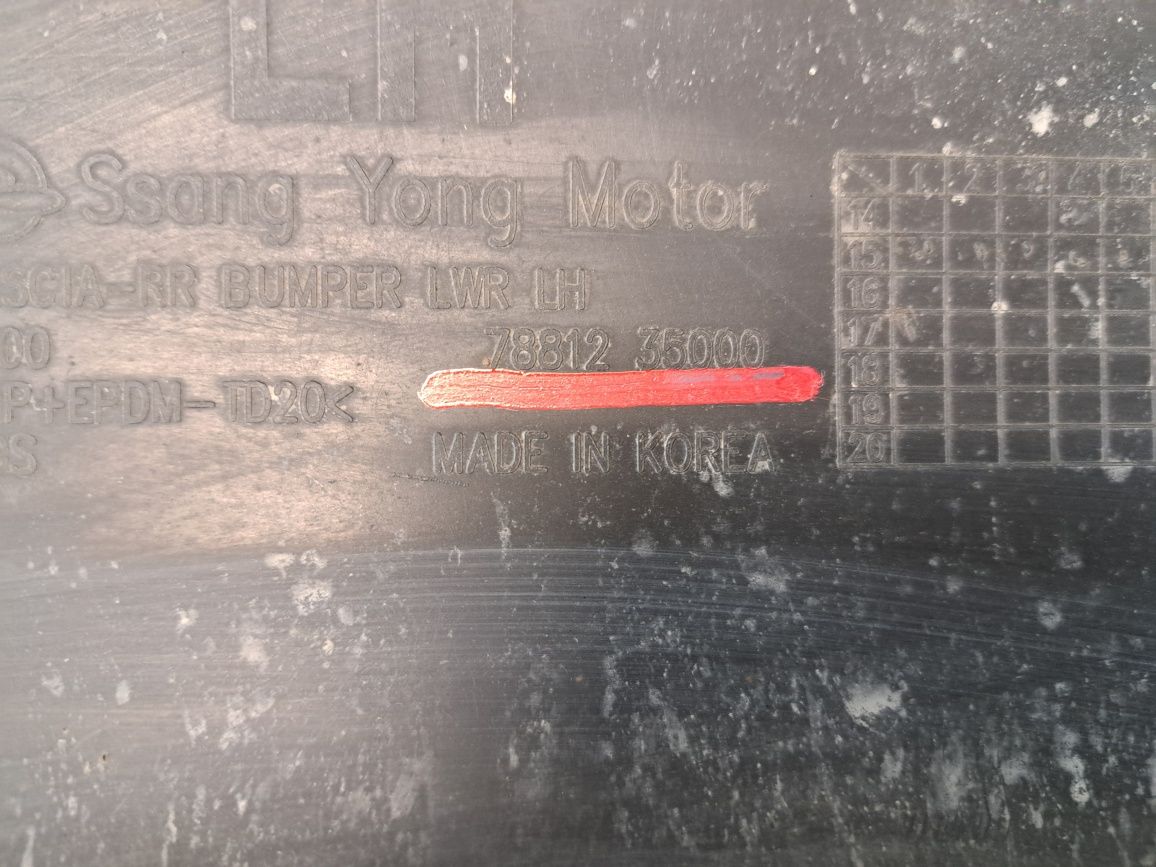 LH
Ssang Yong Motor
SCIA-RR BUMPER LWR LH
00 78812 35000
P+EPDM-TD20<
MADE IN KOREA
1 2 3 4 5
14
15
16
17
18
19
20